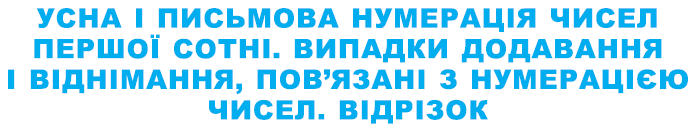 УСНА І ПИСЬМОВА НУМЕРАЦІЯ ЧИСЕЛ
ПЕРШОЇ СОТНІ. ВИПАДКИ ДОДАВАННЯ
І ВІДНІМАННЯ, ПОВ’ЯЗАНІ З НУМЕРАЦІЄЮ
ЧИСЕЛ. ВІДРІЗОК